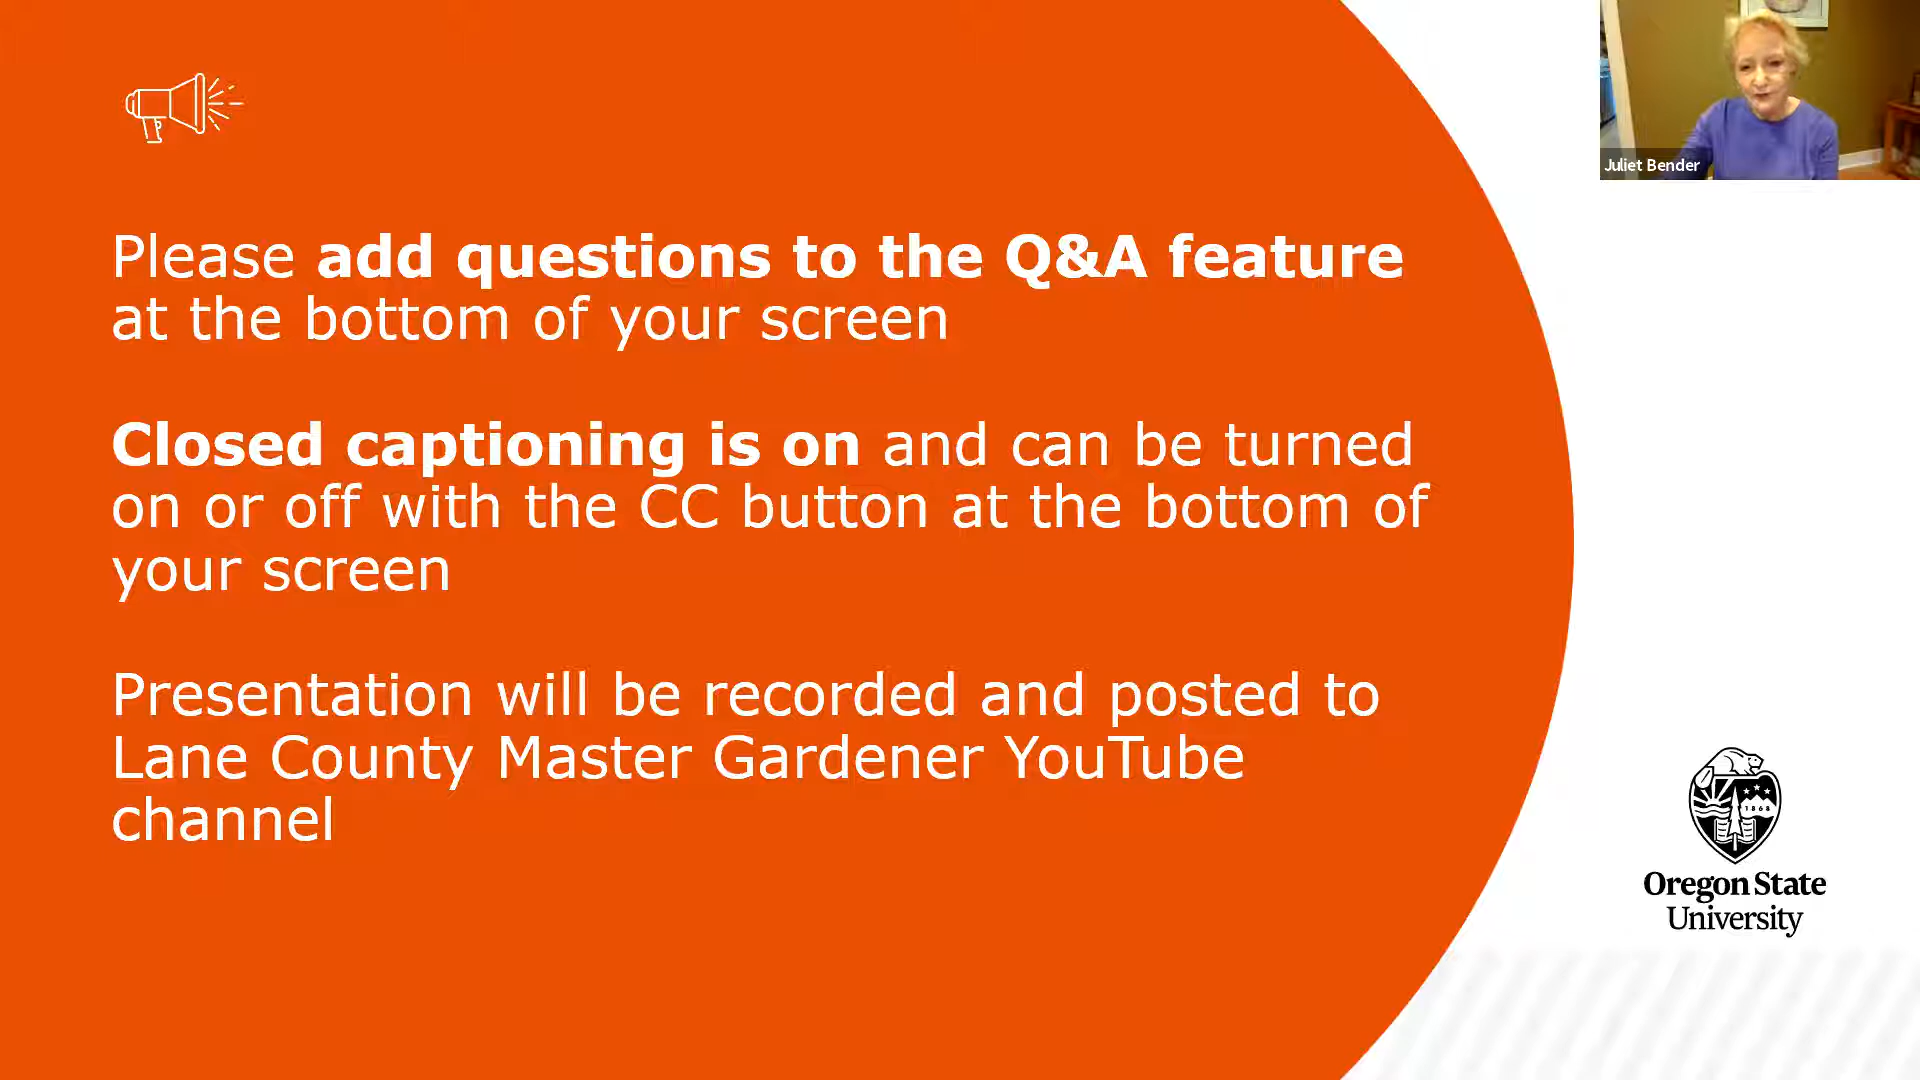 Please add questions to the Q&A feature
at the bottom of your screen
Closed captioning is on and can be turned
on or off with the CC button at the bottom of
your screen
Presentation will be recorded and posted to
Lane County Master Gardener YouTube
channel
Juliet Bender
1868
Oregon State
University